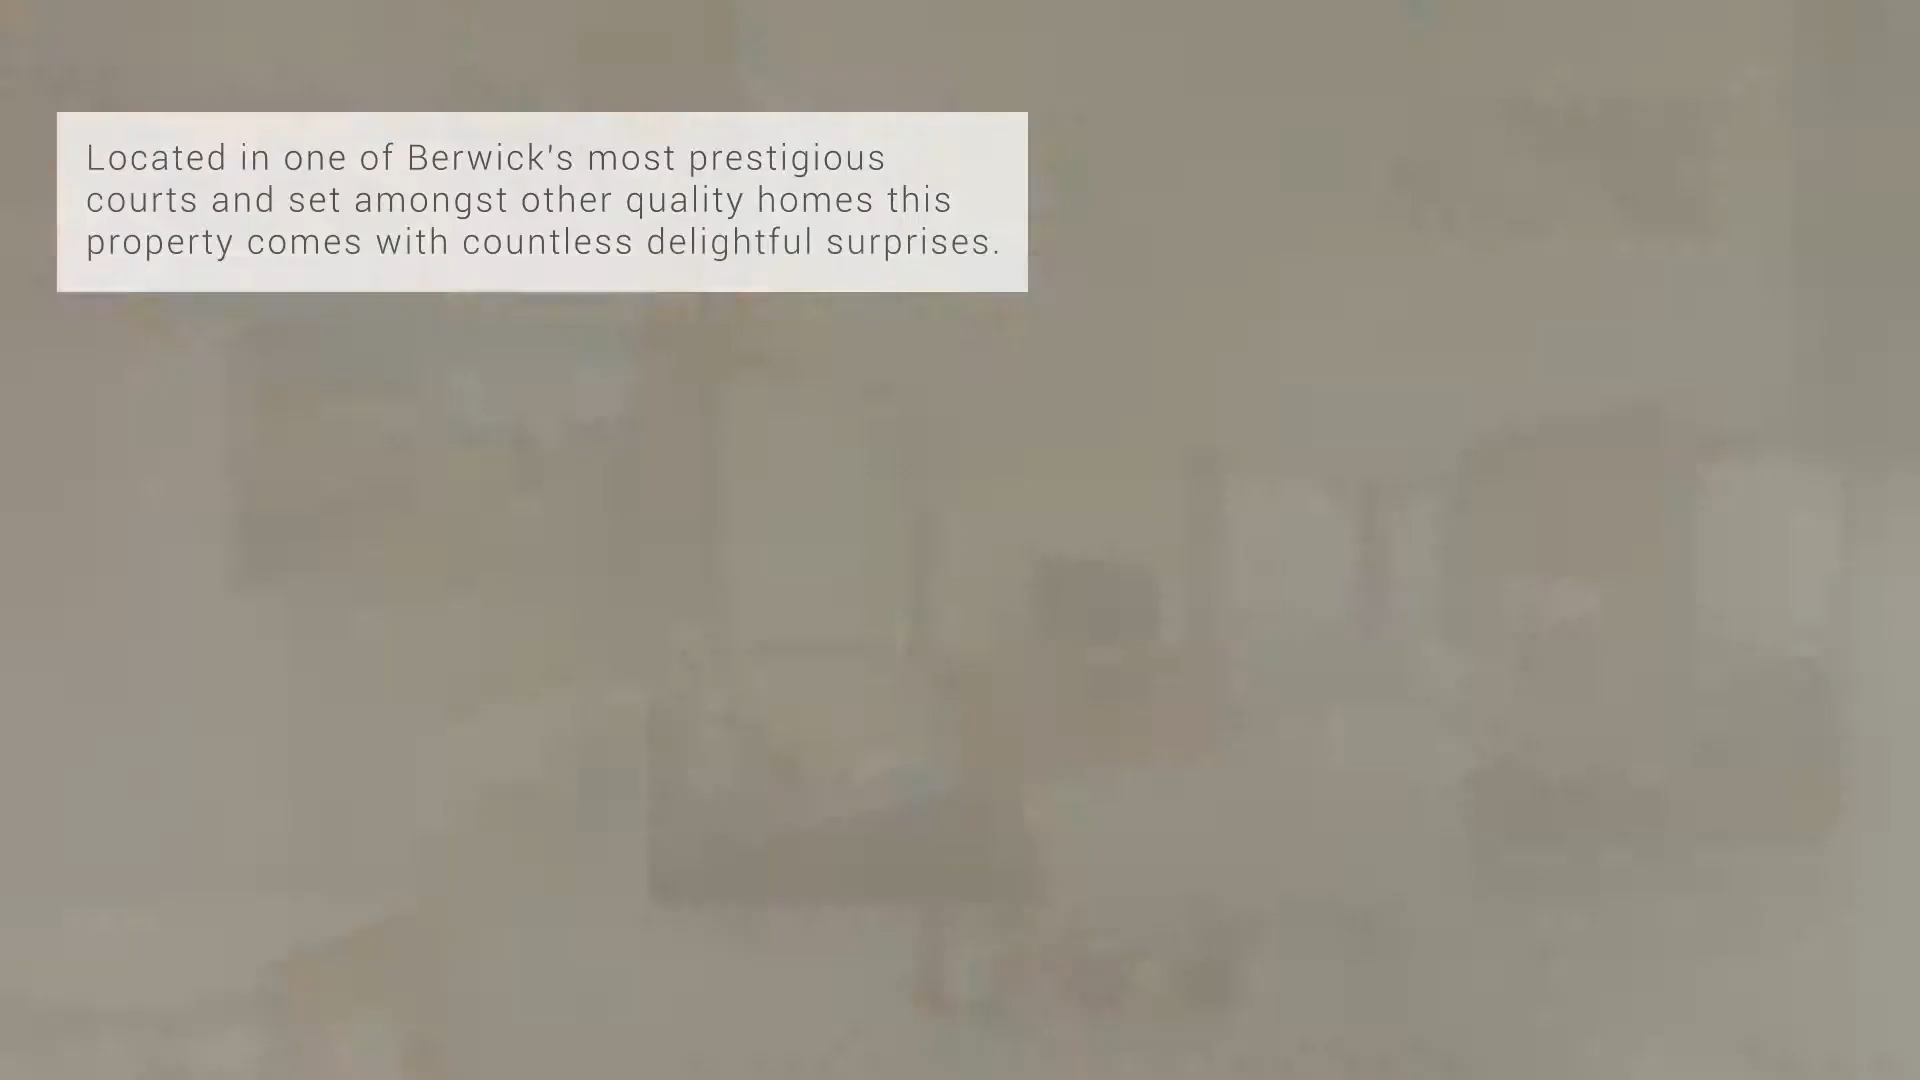 Located in one of Berwick's most prestigious
courts and set amongst other quality homes this
property comes with countless delightful surprises.